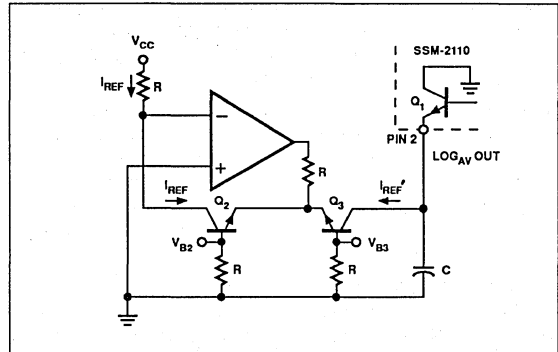 V_CC
SSM-2110
I_REF
R
Q_1
−
+
PIN 2
LOG_AV OUT
R
I_REF
Q_2
Q_3
I_REF'
V_B2
V_B3
R
R
C